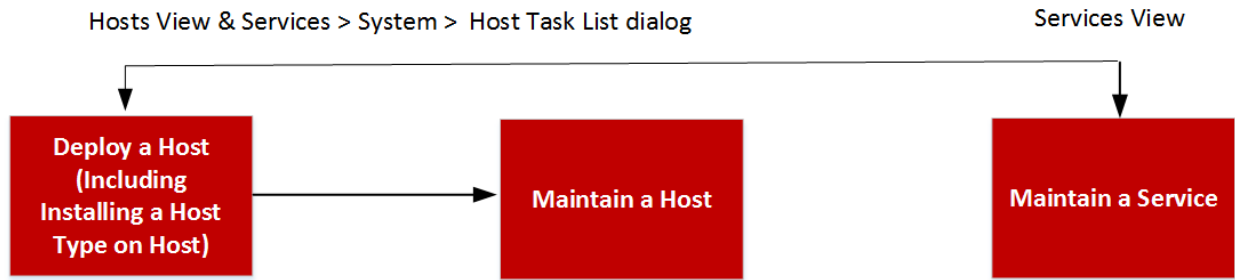 Hosts View & Services > System > Host Task List dialog
Services View
Deploy a Host
(Including
Installing a Host
Type on Host)
Maintain a Host
Maintain a Service